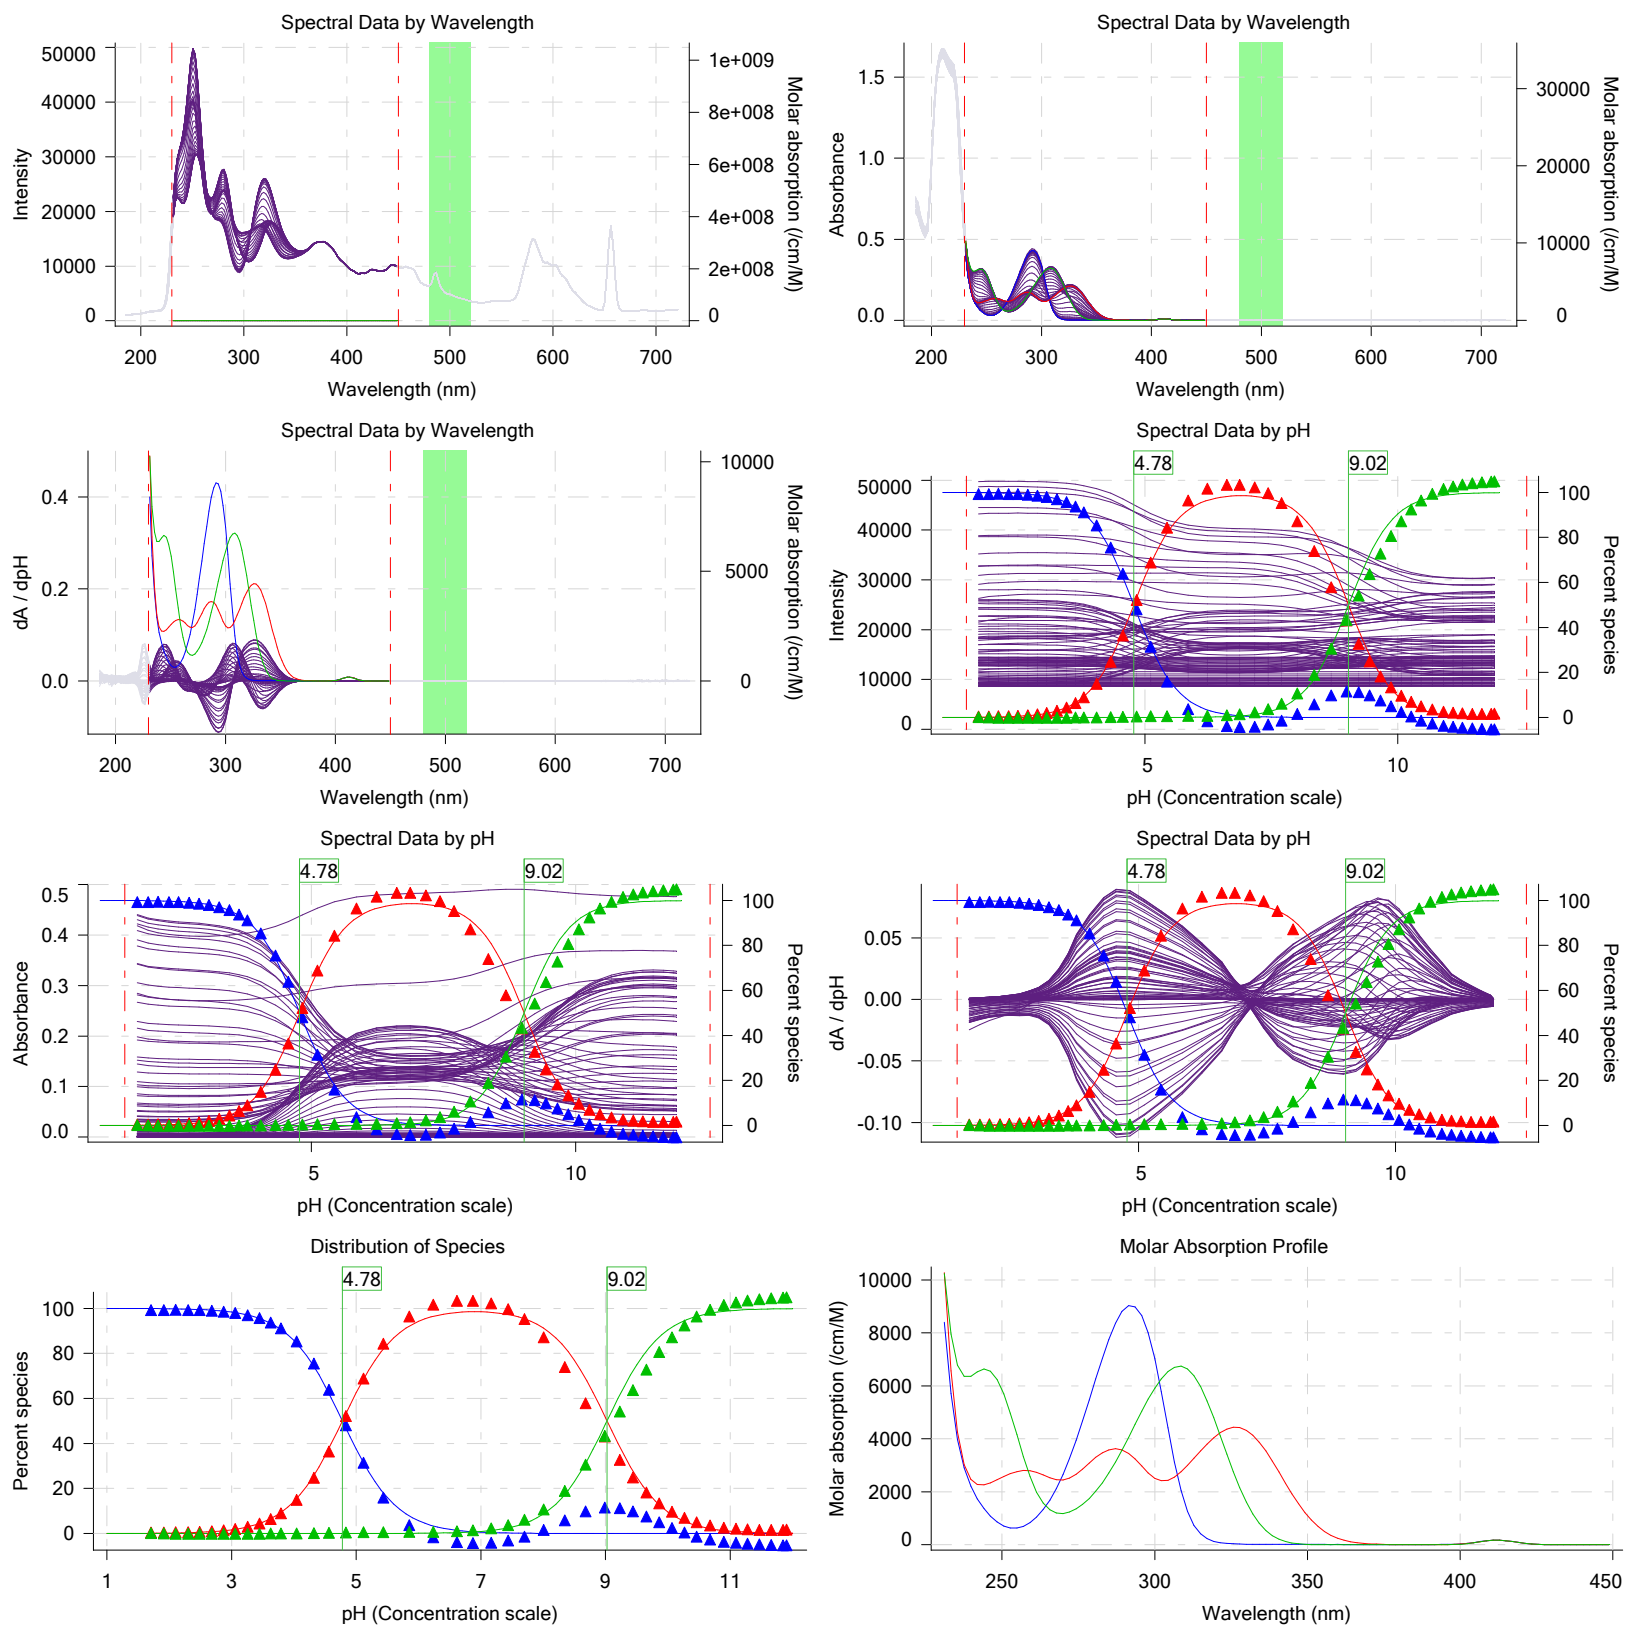 Spectral Data by Wavelength
50000
40000
30000
20000
10000
0
Intensity
1e+009
8e+008
6e+008
4e+008
2e+008
0
Molar absorption (/cm/M)
200 300 400 500 600 700
Wavelength (nm)
Spectral Data by Wavelength
1.5
1.0
0.5
0.0
Absorbance
30000
20000
10000
0
Molar absorption (/cm/M)
200 300 400 500 600 700
Wavelength (nm)
Spectral Data by Wavelength
0.4
0.2
0.0
dA / dpH
10000
5000
0
Molar absorption (/cm/M)
200 300 400 500 600 700
Wavelength (nm)
Spectral Data by pH
4.78 9.02
50000
40000
30000
20000
10000
0
Intensity
100
80
60
40
20
0
Percent species
5 10
pH (Concentration scale)
Spectral Data by pH
4.78 9.02
0.5
0.4
0.3
0.2
0.1
0.0
Absorbance
100
80
60
40
20
0
Percent species
5 10
pH (Concentration scale)
Spectral Data by pH
4.78 9.02
0.05
0.00
-0.05
-0.10
dA / dpH
100
80
60
40
20
0
Percent species
5 10
pH (Concentration scale)
Distribution of Species
4.78 9.02
100
80
60
40
20
0
Percent species
1 3 5 7 9 11
pH (Concentration scale)
Molar Absorption Profile
10000
8000
6000
4000
2000
0
Molar absorption (/cm/M)
250 300 350 400 450
Wavelength (nm)